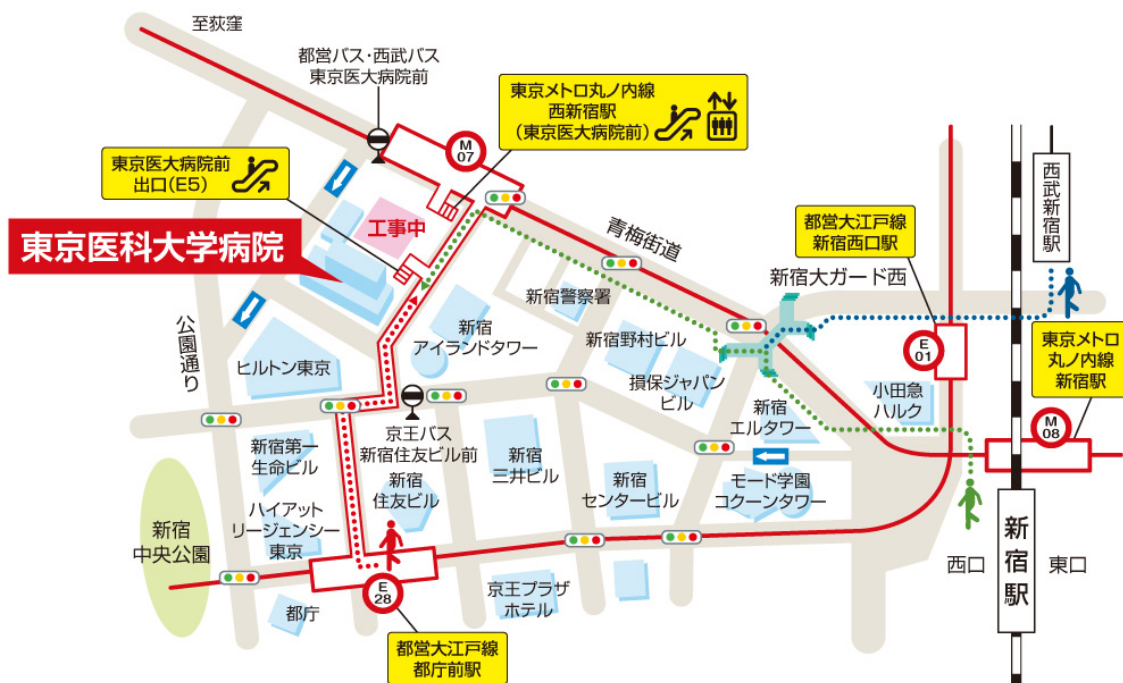 至荻窪
都営バス・西武バス
東京医大病院前
東京メトロ丸ノ内線
西新宿駅
(東京医大病院前)
M
07
東京医大病院前
出口(E5)
工事中
東京医科大学病院
青梅街道
都営大江戸線
新宿西口駅
西武新宿駅
新宿大ガード西
新宿警察署
公園通り
新宿
アイランドタワー
新宿野村ビル
E
01
東京メトロ
丸ノ内線
新宿駅
ヒルトン東京
損保ジャパン
ビル
小田急
ハルク
新宿
エルタワー
M
08
京王バス
新宿住友ビル前
新宿第一
生命ビル
新宿
三井ビル
新宿
住友ビル
新宿
センタービル
モード学園
コクーンタワー
ハイアット
リージェンシー
東京
新宿
中央公園
西口
新宿駅
東口
E
28
都庁
京王プラザ
ホテル
都営大江戸線
都庁前駅